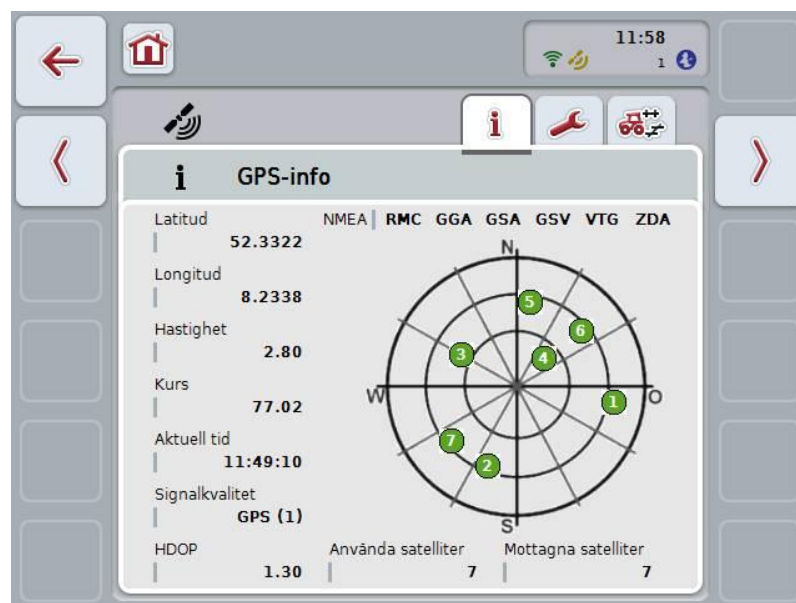 11:58
1
i
i GPS-info
Latitud
52.3322
Longitud
8.2338
Hastighet
2.80
Kurs
77.02
Aktuell tid
11:49:10
Signalkvalitet
GPS (1)
HDOP
1.30
NMEA RMC GGA GSA GSV VTG ZDA
N
5
6
3
4
W
1
O
7
2
S
Använda satelliter
7
Mottagna satelliter
7